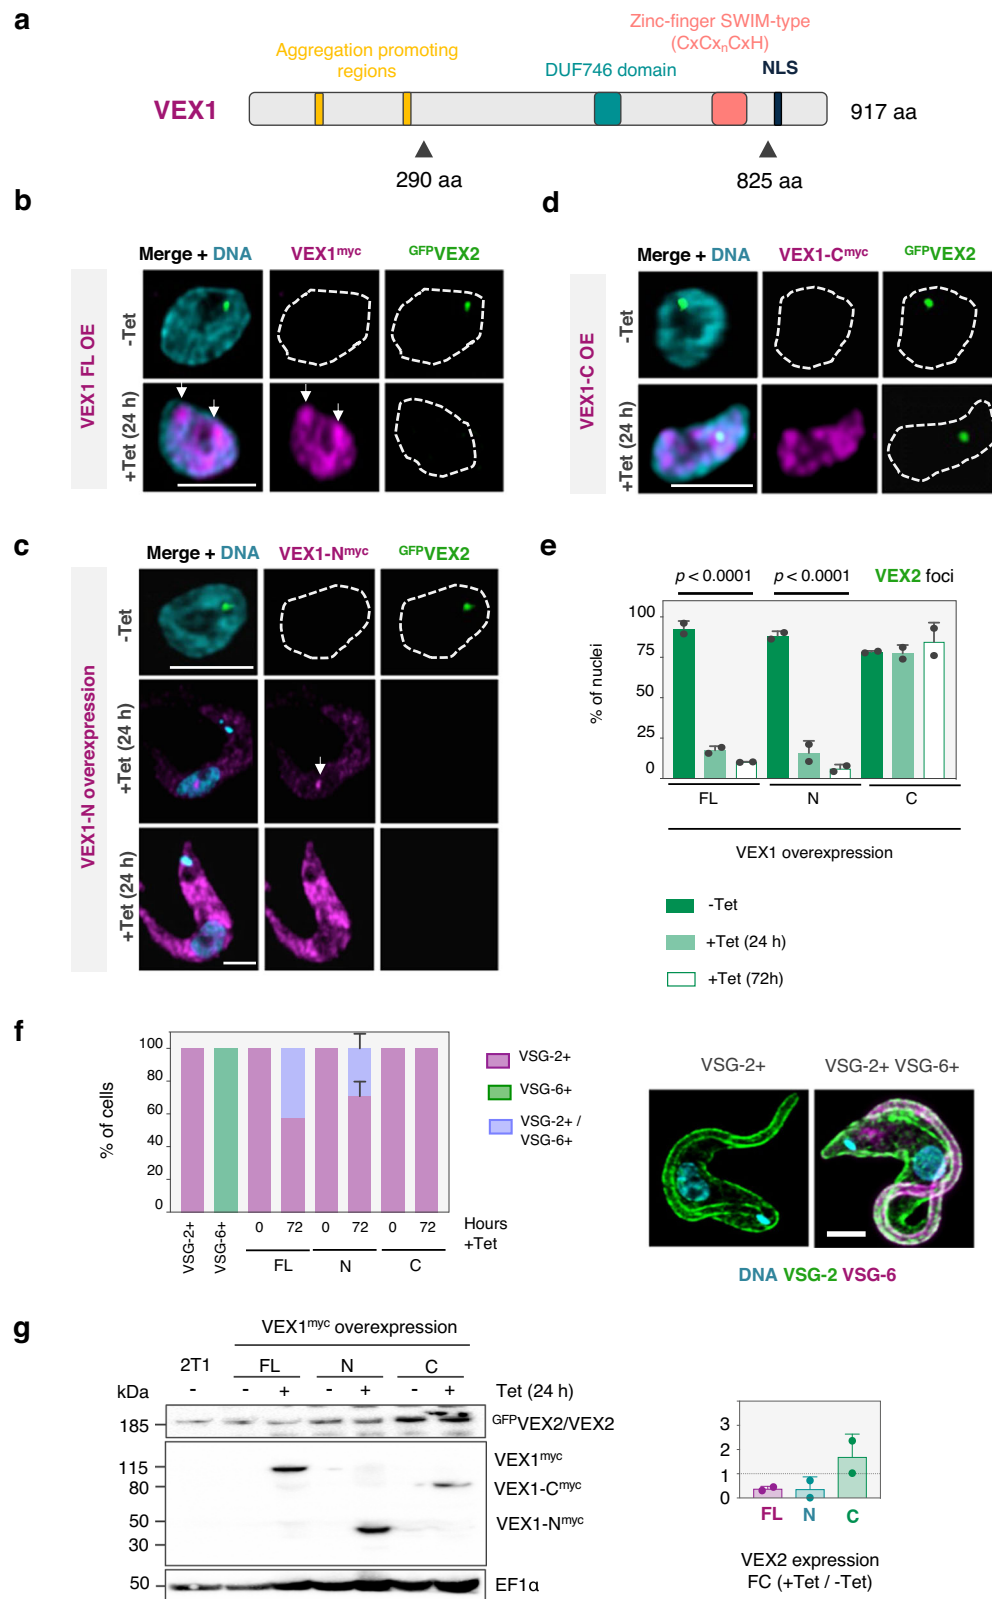 a
Zinc-finger SWIM-type
(CxCxnCxH)
Aggregation promoting
regions
DUF746 domain
NLS
VEX1
917 aa
290 aa
825 aa
b
Merge + DNA VEX1myc GFPVEX2
VEX1 FL OE
-Tet
+Tet (24 h)
d
Merge + DNA VEX1-Cmyc GFPVEX2
VEX1-C OE
-Tet
+Tet (24 h)
c
Merge + DNA VEX1-Nmyc GFPVEX2
VEX1-N overexpression
-Tet
+Tet (24 h)
+Tet (24 h)
e
p < 0.0001 p < 0.0001 VEX2 foci
% of nuclei
100
75
50
25
0
FL N C
VEX1 overexpression
-Tet
+Tet (24 h)
+Tet (72h)
f
% of cells
100
80
60
40
20
0
VSG-2+
VSG-6+
0 72 0 72 0 72
Hours
+Tet
FL N C
VSG-2+
VSG-6+
VSG-2+ /
VSG-6+
VSG-2+ VSG-2+ VSG-6+
DNA VSG-2 VSG-6
g
VEX1myc overexpression
2T1 FL N C
kDa - - + - + - + Tet (24 h)
185 GFPVEX2/VEX2
115
80
50
30
VEX1myc
VEX1-Cmyc
VEX1-Nmyc
50 EF1α
3
2
1
0
FL N C
VEX2 expression
FC (+Tet / -Tet)